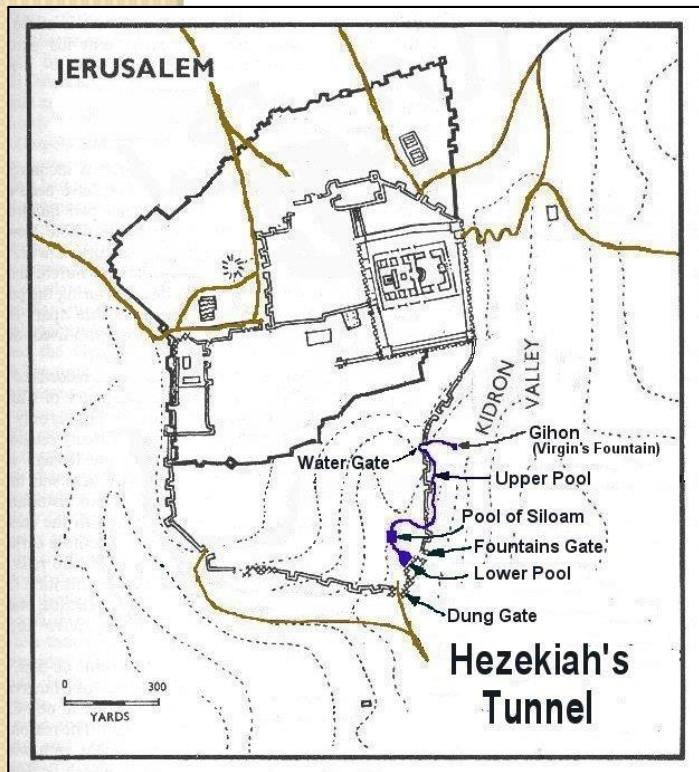 JERUSALEM
KIDRON
VALLEY
Gihon
(Virgin's Fountain)
Water Gate
Upper Pool
Pool of Siloam
Fountains Gate
Lower Pool
Dung Gate
Hezekiah's
Tunnel
0 300
YARDS